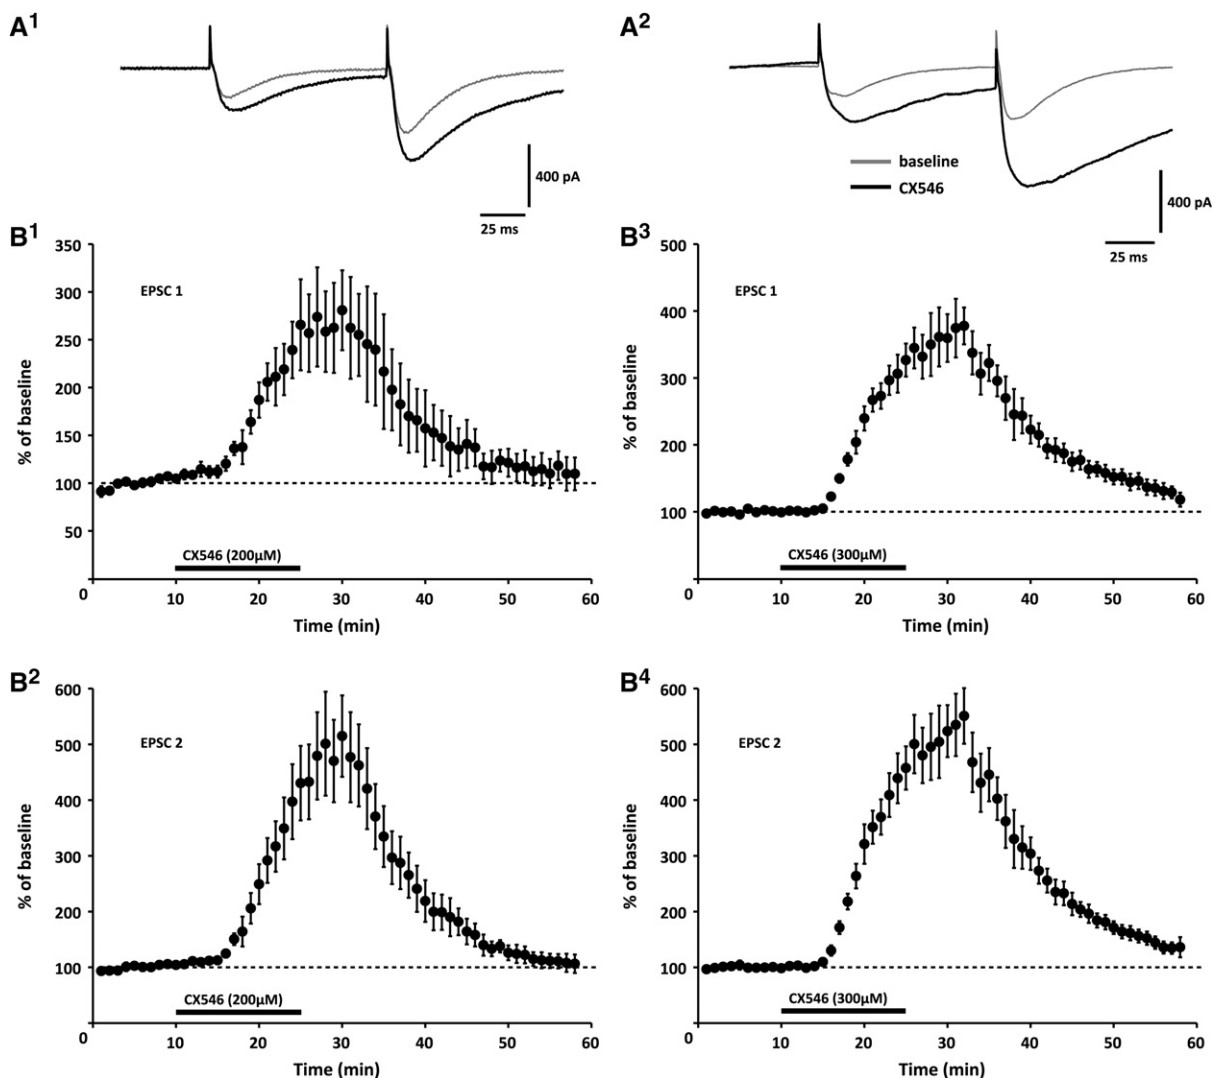 A1
A2
baseline
CX546
400 pA
25 ms
400 pA
25 ms
B1
350
300
250
200
150
100
50
% of baseline
EPSC 1
CX546 (200µM)
0 10 20 30 40 50 60
Time (min)
B3
500
400
300
200
100
% of baseline
EPSC 1
CX546 (300µM)
0 10 20 30 40 50 60
Time (min)
B2
600
500
400
300
200
100
% of baseline
EPSC 2
CX546 (200µM)
0 10 20 30 40 50 60
Time (min)
B4
600
500
400
300
200
100
% of baseline
EPSC 2
CX546 (300µM)
0 10 20 30 40 50 60
Time (min)